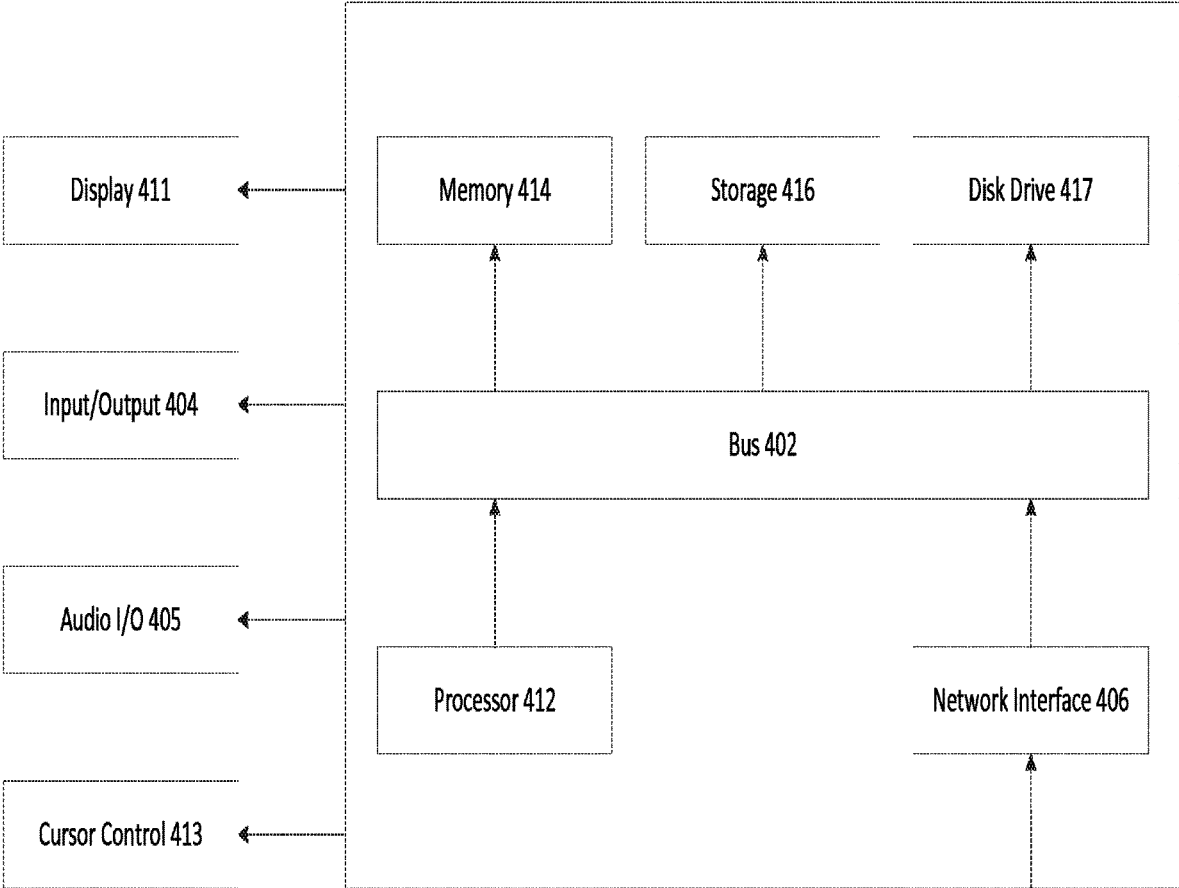 Display 411
Memory 414
Storage 416
Disk Drive 417
Input/Output 404
Bus 402
Audio I/O 405
Processor 412
Network Interface 406
Cursor Control 413